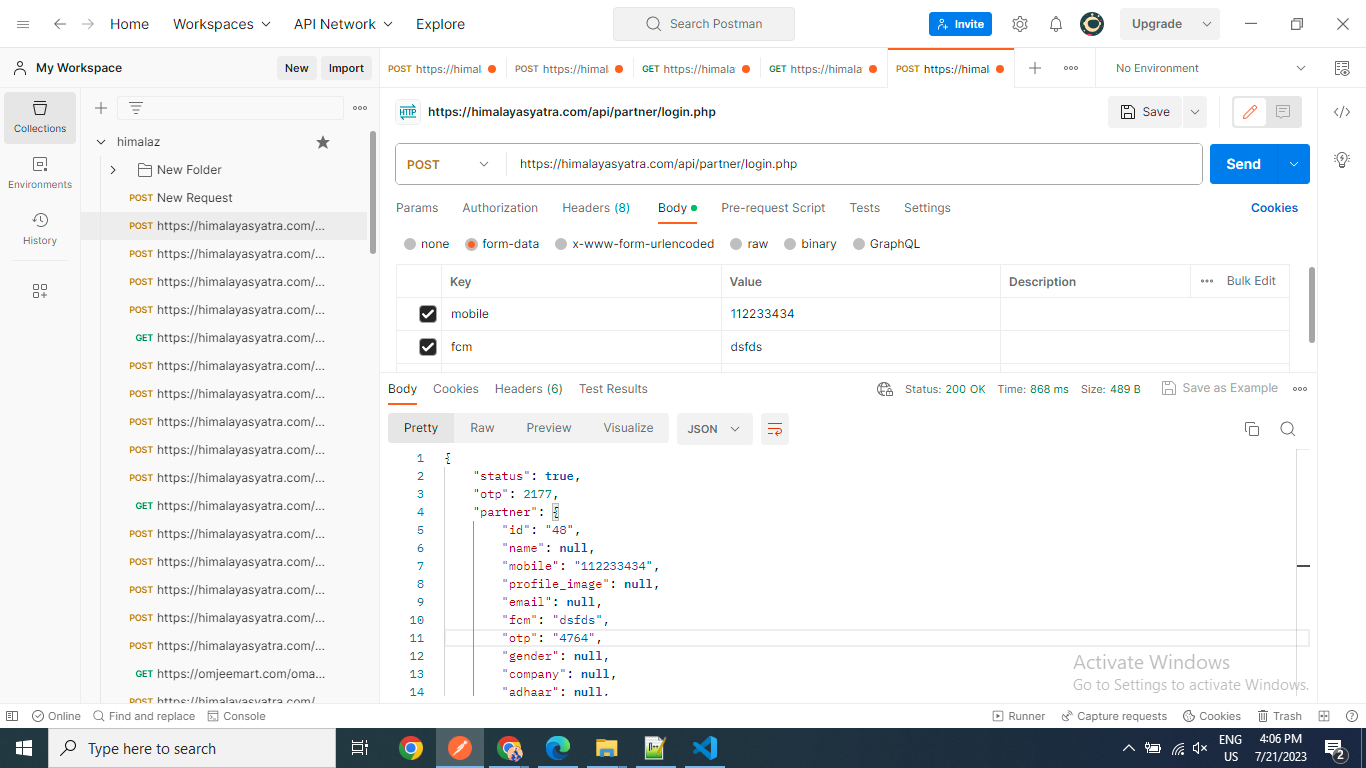 Home Workspaces API Network Explore Search Postman Invite Upgrade
My Workspace New Import POST https://himal POST https://himal GET https://himala GET https://himala POST https://himal No Environment
Collections
Environments
History
himalaz
New Folder
POST New Request
POST https://himalayasyatra.com/...
POST https://himalayasyatra.com/...
POST https://himalayasyatra.com/...
POST https://himalayasyatra.com/...
GET https://himalayasyatra.com/...
POST https://himalayasyatra.com/...
POST https://himalayasyatra.com/...
POST https://himalayasyatra.com/...
POST https://himalayasyatra.com/...
POST https://himalayasyatra.com/...
GET https://himalayasyatra.com/...
POST https://himalayasyatra.com/...
POST https://himalayasyatra.com/...
POST https://himalayasyatra.com/...
POST https://himalayasyatra.com/...
POST https://himalayasyatra.com/...
GET https://omjeemart.com/oma...
POST https://himalayasyatra.com/
HTTP https://himalayasyatra.com/api/partner/login.php Save
POST https://himalayasyatra.com/api/partner/login.php Send
Params Authorization Headers (8) Body Pre-request Script Tests Settings Cookies
none form-data x-www-form-urlencoded raw binary GraphQL
Key Value Description Bulk Edit
mobile 112233434
fcm dsfds
Body Cookies Headers (6) Test Results Status: 200 OK Time: 868 ms Size: 489 B Save as Example
Pretty Raw Preview Visualize JSON
1 {
2 "status": true,
3 "otp": 2177,
4 "partner": {
5 "id": "48",
6 "name": null,
7 "mobile": "112233434",
8 "profile_image": null,
9 "email": null,
10 "fcm": "dsfds",
11 "otp": "4764",
12 "gender": null,
13 "company": null,
14 "adhaar": null,
Activate Windows
Go to Settings to activate Windows.
Online Find and replace Console Runner Capture requests Cookies Trash
Type here to search ENG US 4:06 PM 7/21/2023 2